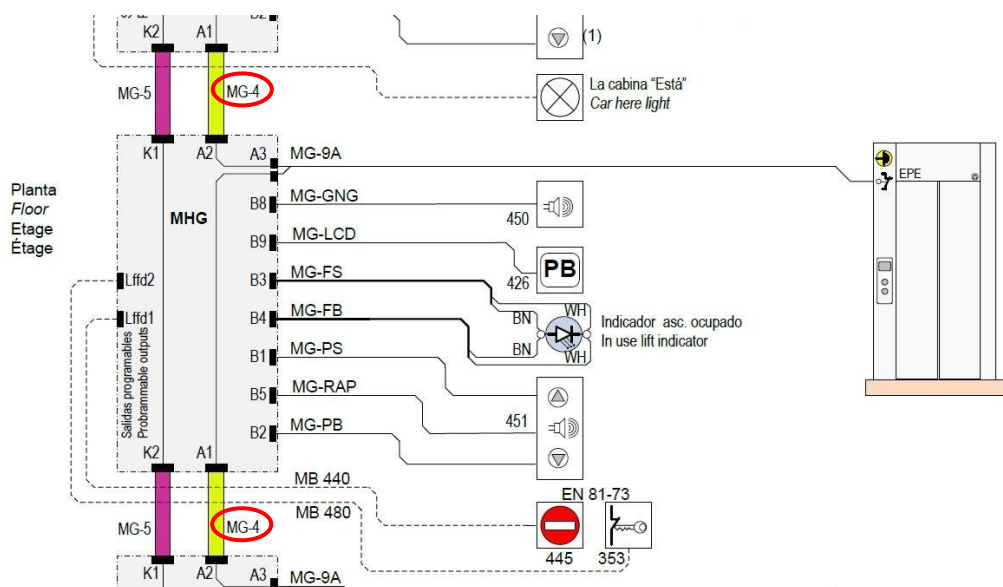 K2
A1
B2
(1)
MG-5
MG-4
La cabina “Está”
Car here light
K1
A2
A3
MG-9A
EPE
Planta
Floor
Etage
Étage
MHG
B8
MG-GNG
450
B9
MG-LCD
PB
426
Lffd2
B3
MG-FS
WH
BN
Lffd1
B4
MG-FB
Indicador asc. ocupado
In use lift indicator
BN
WH
B1
MG-PS
Salidas programables
Probrammable outputs
B5
MG-RAP
451
B2
MG-PB
K2
A1
MB 440
EN 81-73
MB 480
MG-5
MG-4
445
353
K1
A2
A3
MG-9A